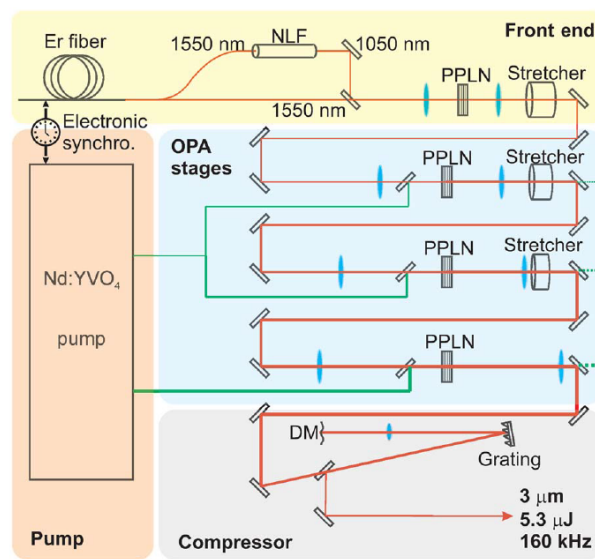 Er fiber
1550 nm
NLF
1050 nm
Front end
1550 nm
PPLN
Stretcher
Electronic
synchro.
OPA
stages
PPLN
Stretcher
PPLN
Stretcher
Nd:YVO4
pump
PPLN
DM
Grating
3 μm
5.3 μJ
160 kHz
Pump
Compressor